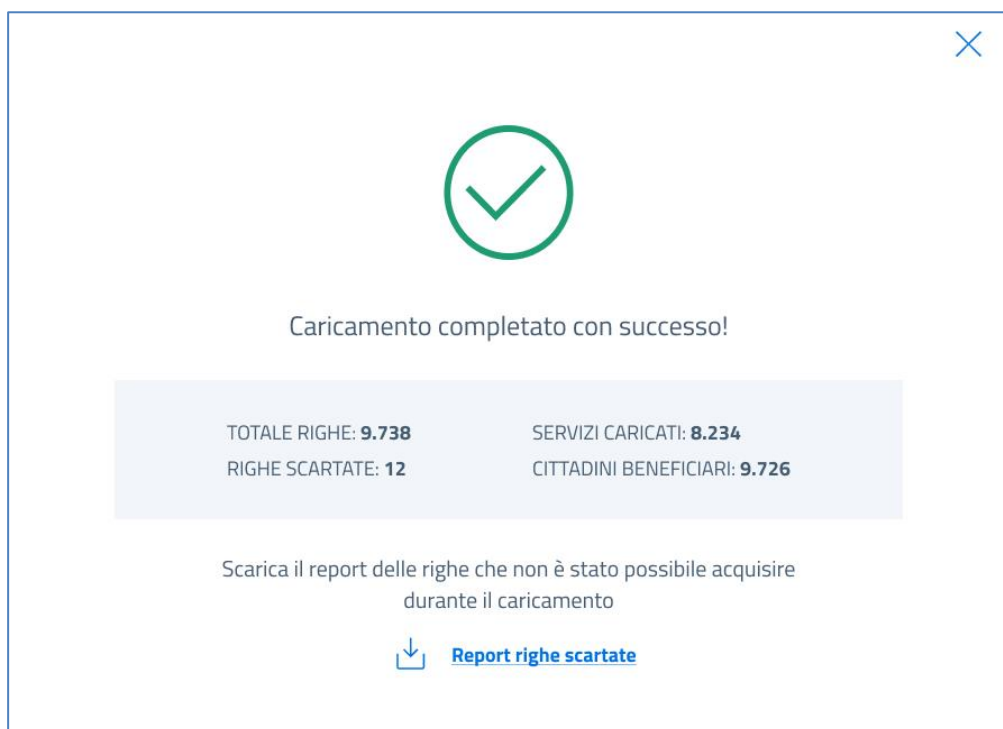 Caricamento completato con successo!
TOTALE RIGHE: 9.738
SERVIZI CARICATI: 8.234
RIGHE SCARTATE: 12
CITTADINI BENEFICIARI: 9.726
Scarica il report delle righe che non è stato possibile acquisire
durante il caricamento
Report righe scartate